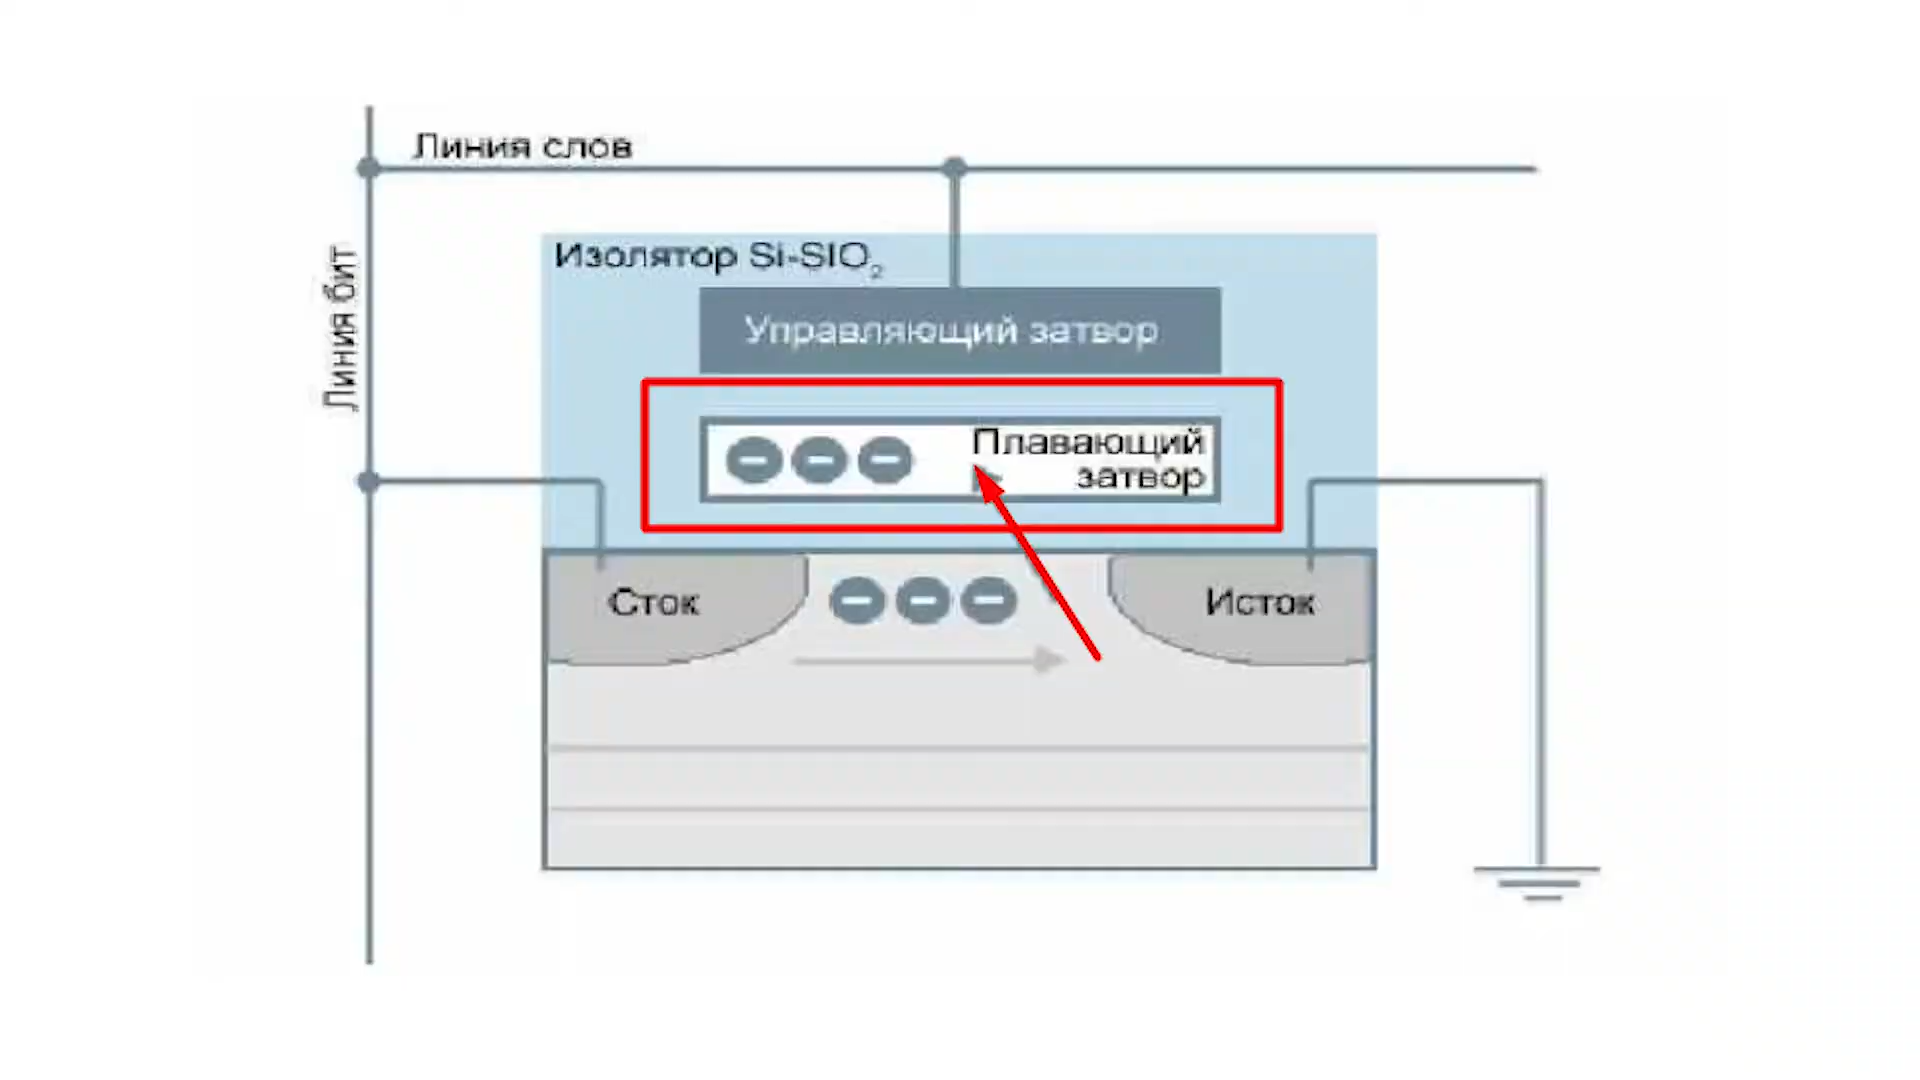 Линия слов
Линия бит
Изолятор Si-SIO₂
Управляющий затвор
Плавающий
затвор
Сток
Исток